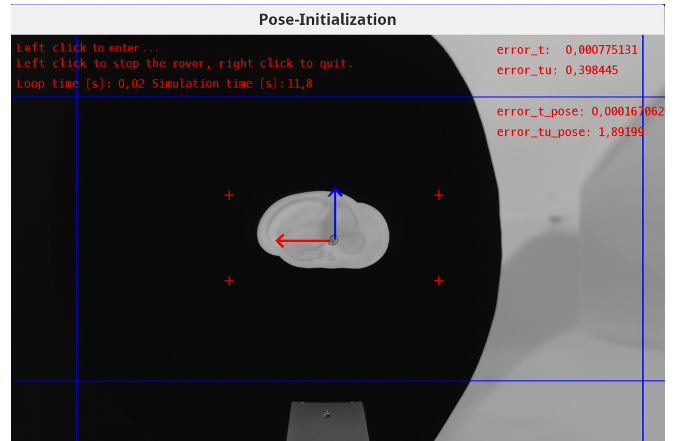 Pose-Initialization
Left click to enter ...
Left click to stop the rover, right click to quit.
Loop time [s]: 0,02 Simulation time [s]: 11,8
error_t: 0,000775131
error_tu: 0,398445
error_t_pose: 0,000167062
error_tu_pose: 1,89199